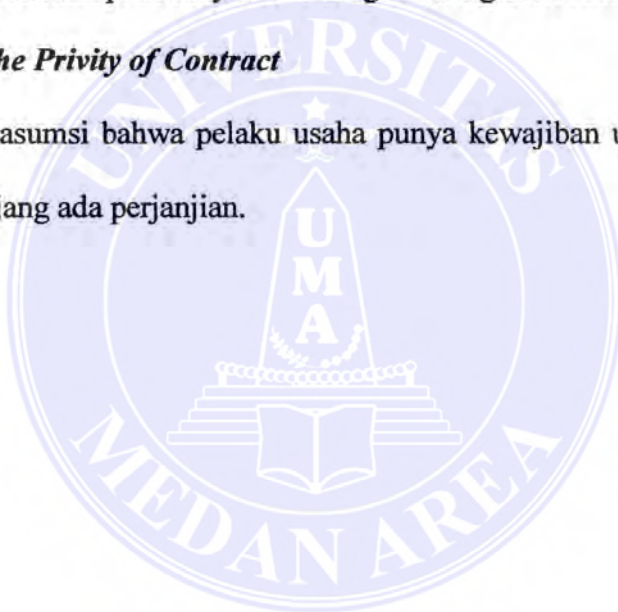 he Privity of Contract
asumsi bahwa pelaku usaha punya kewajiban u
jang ada perjanjian.
UNIVERSITAS
UMA
MEDAN AREA